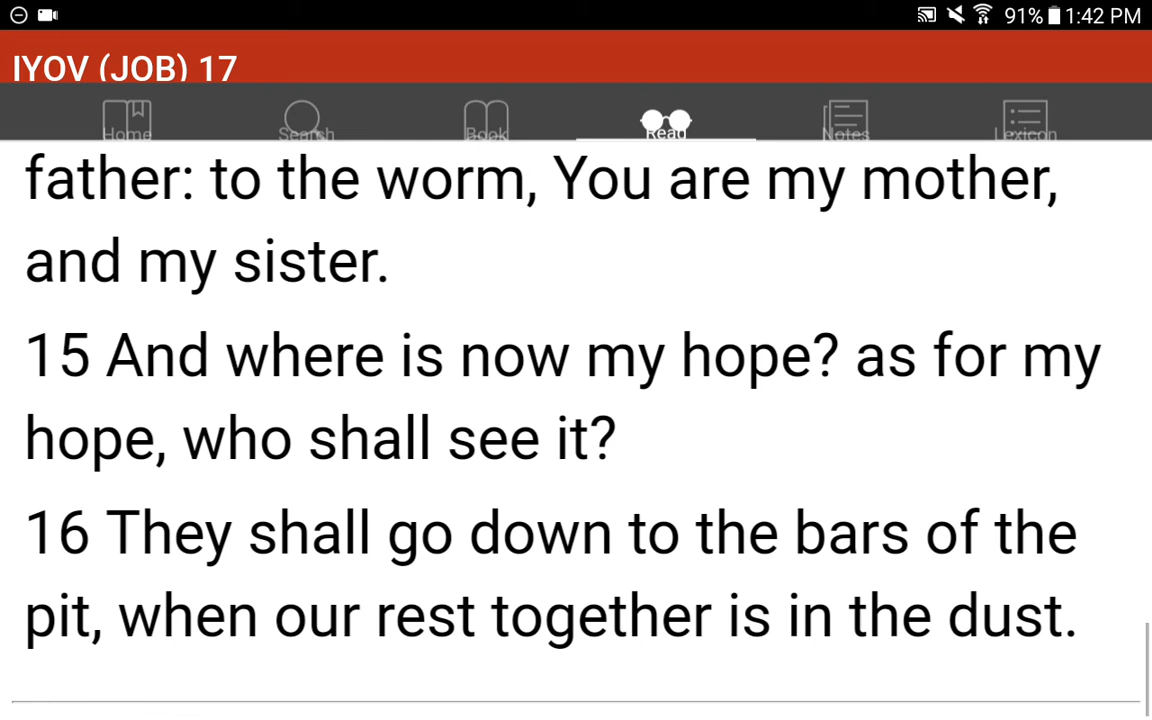 91% 1:42 PM
IYOV (JOB) 17
Home Search Book Read Notes Lexicon
father: to the worm, You are my mother,
and my sister.
15 And where is now my hope? as for my
hope, who shall see it?
16 They shall go down to the bars of the
pit, when our rest together is in the dust.